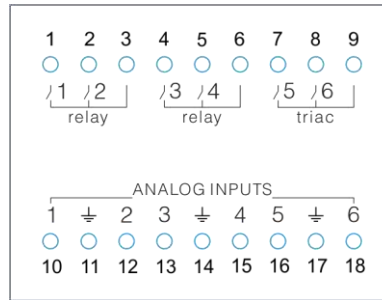 1 2 3 4 5 6 7 8 9
1 2 3 4 5 6
relay relay triac
ANALOG INPUTS
1 ⏚ 2 3 ⏚ 4 5 ⏚ 6
10 11 12 13 14 15 16 17 18